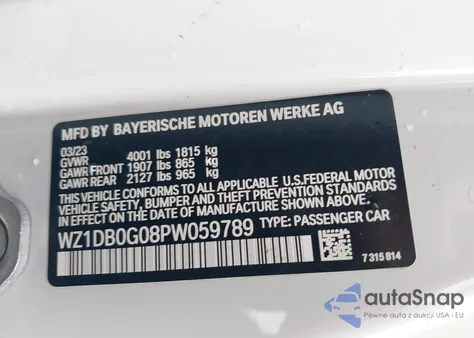 MFD BY BAYERISCHE MOTOREN WERKE AG
03/23
GVWR 4001 lbs 1815 kg
GAWR FRONT 1907 lbs 865 kg
GAWR REAR 2127 lbs 965 kg
THIS VEHICLE CONFORMS TO ALL APPLICABLE U.S.FEDERAL MOTOR
VEHICLE SAFETY, BUMPER, AND THEFT PREVENTION STANDARDS IN
EFFECT ON THE DATE OF MANUFACTURE SHOWN ABOVE.
WZ1DB0G08PW059789 TYPE: PASSENGER CAR
7 315 814
autoSnap
Pewne auta z aukcji USA • EU